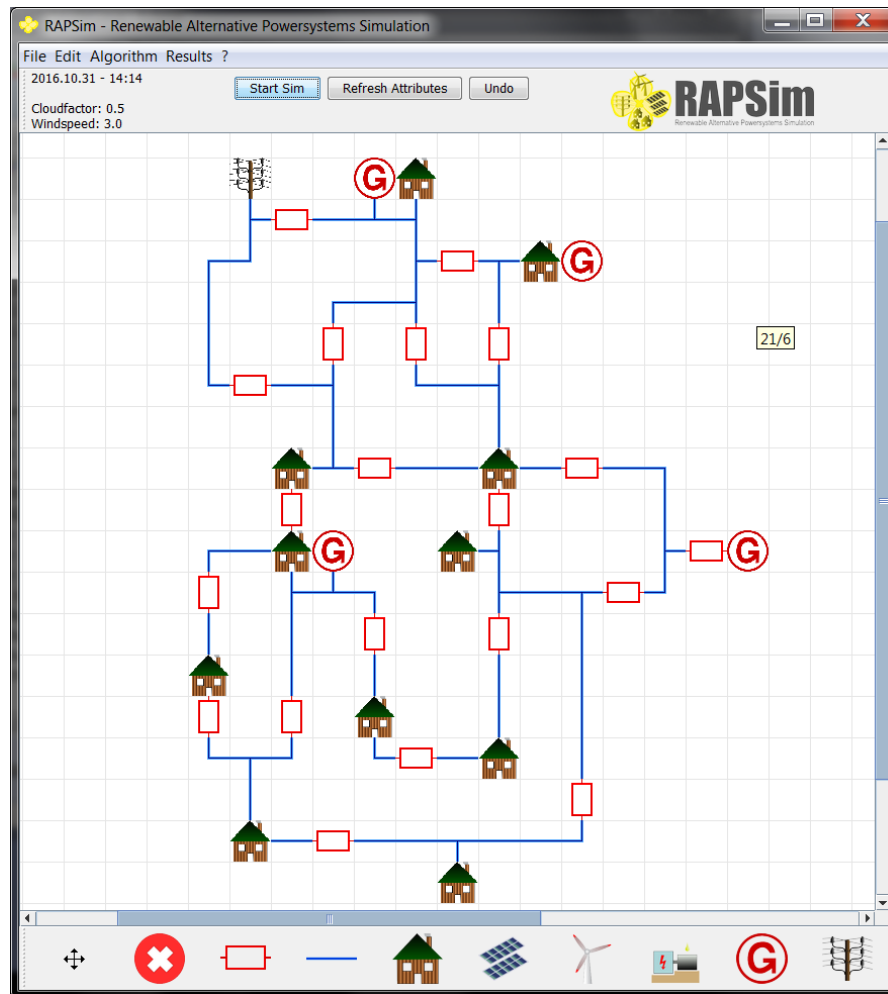 RAPSim - Renewable Alternative Powersystems Simulation
File Edit Algorithm Results ?
2016.10.31 - 14:14
Cloudfactor: 0.5
Windspeed: 3.0
Start Sim
Refresh Attributes
Undo
RAPSim
Renewable Alternative Powersystems Simulation
G
G
21/6
G
G
G